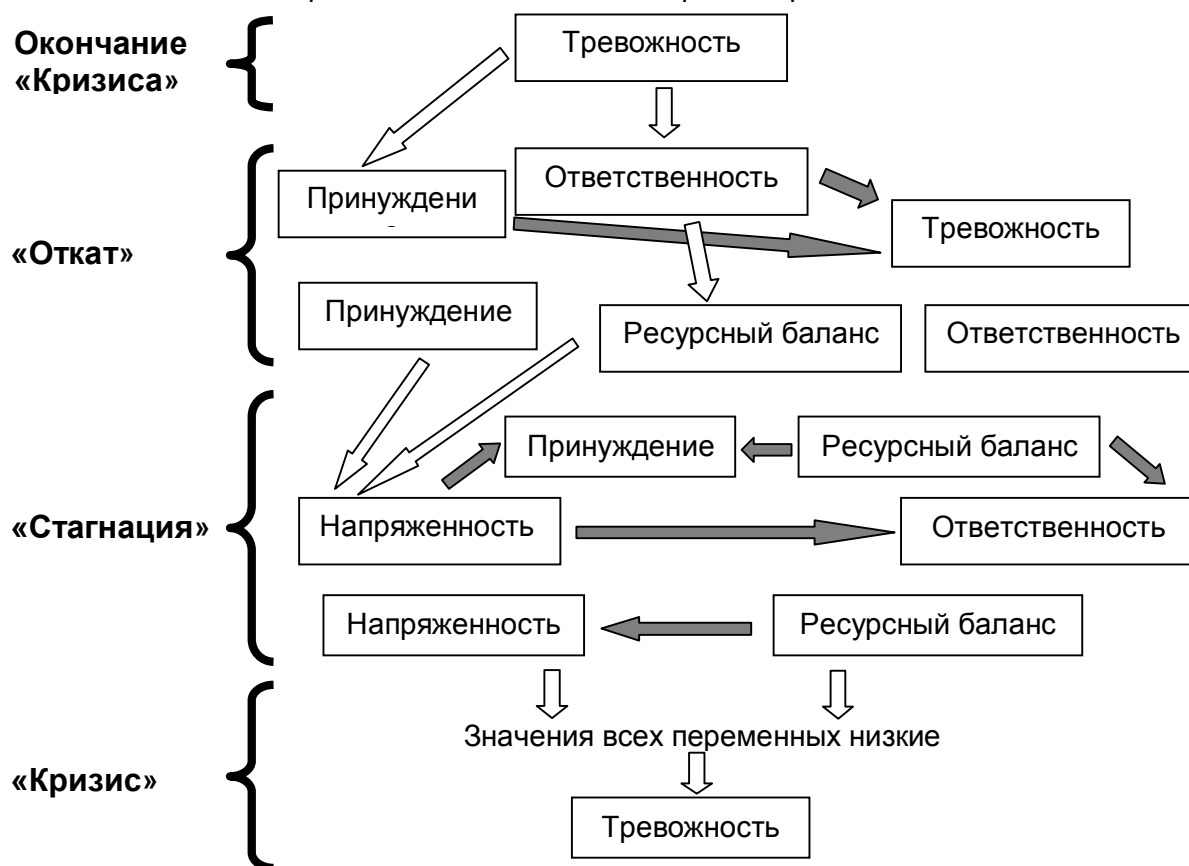 Окончание
«Кризиса»
Тревожность
Принуждени
Ответственность
Тревожность
«Откат»
Принуждение
Ресурсный баланс
Ответственность
Принуждение
Ресурсный баланс
«Стагнация»
Напряженность
Ответственность
Напряженность
Ресурсный баланс
Значения всех переменных низкие
«Кризис»
Тревожность